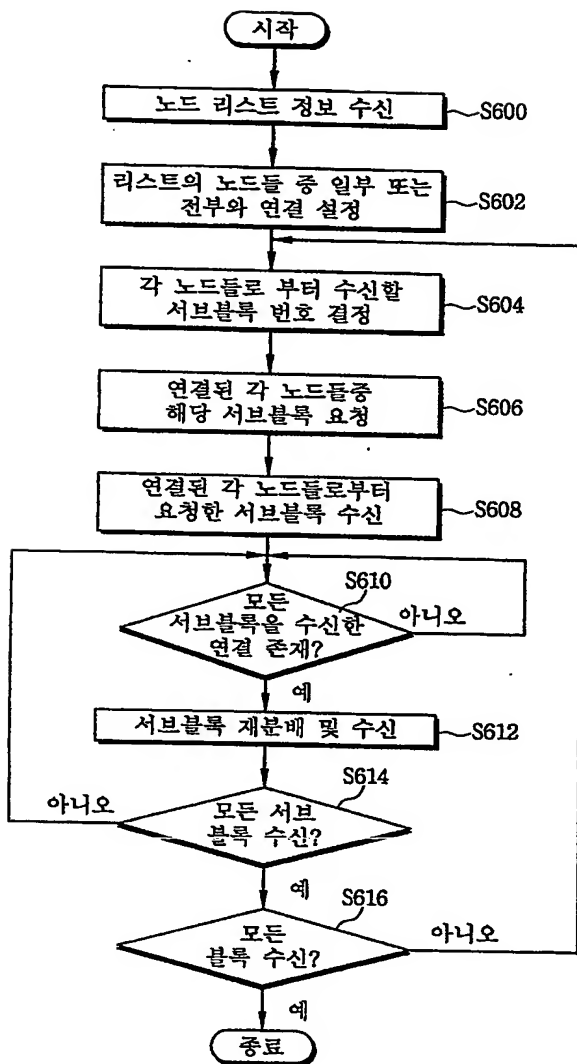 시작
노드 리스트 정보 수신
S600
리스트의 노드들 중 일부 또는
전부와 연결 설정
S602
각 노드들로 부터 수신할
서브블록 번호 결정
S604
연결된 각 노드들중
해당 서브블록 요청
S606
연결된 각 노드들로부터
요청한 서브블록 수신
S608
S610
모든
서브블록을 수신한
연결 존재?
아니오
예
서브블록 재분배 및 수신
S612
S614
아니오
모든 서브
블록 수신?
예
S616
모든
블록 수신?
아니오
예
종료